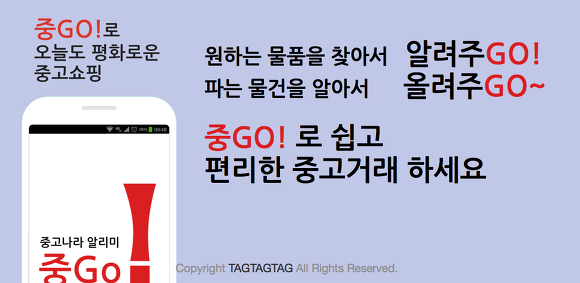 중GO!로
오늘도 평화로운
중고쇼핑
원하는 물품을 찾아서 알려주GO!
파는 물건을 알아서 올려주GO~
중GO! 로 쉽고
편리한 중고거래 하세요
98% 09:48
중고나라 알리미
중Go!
Copyright TAGTAGTAG All Rights Reserved.